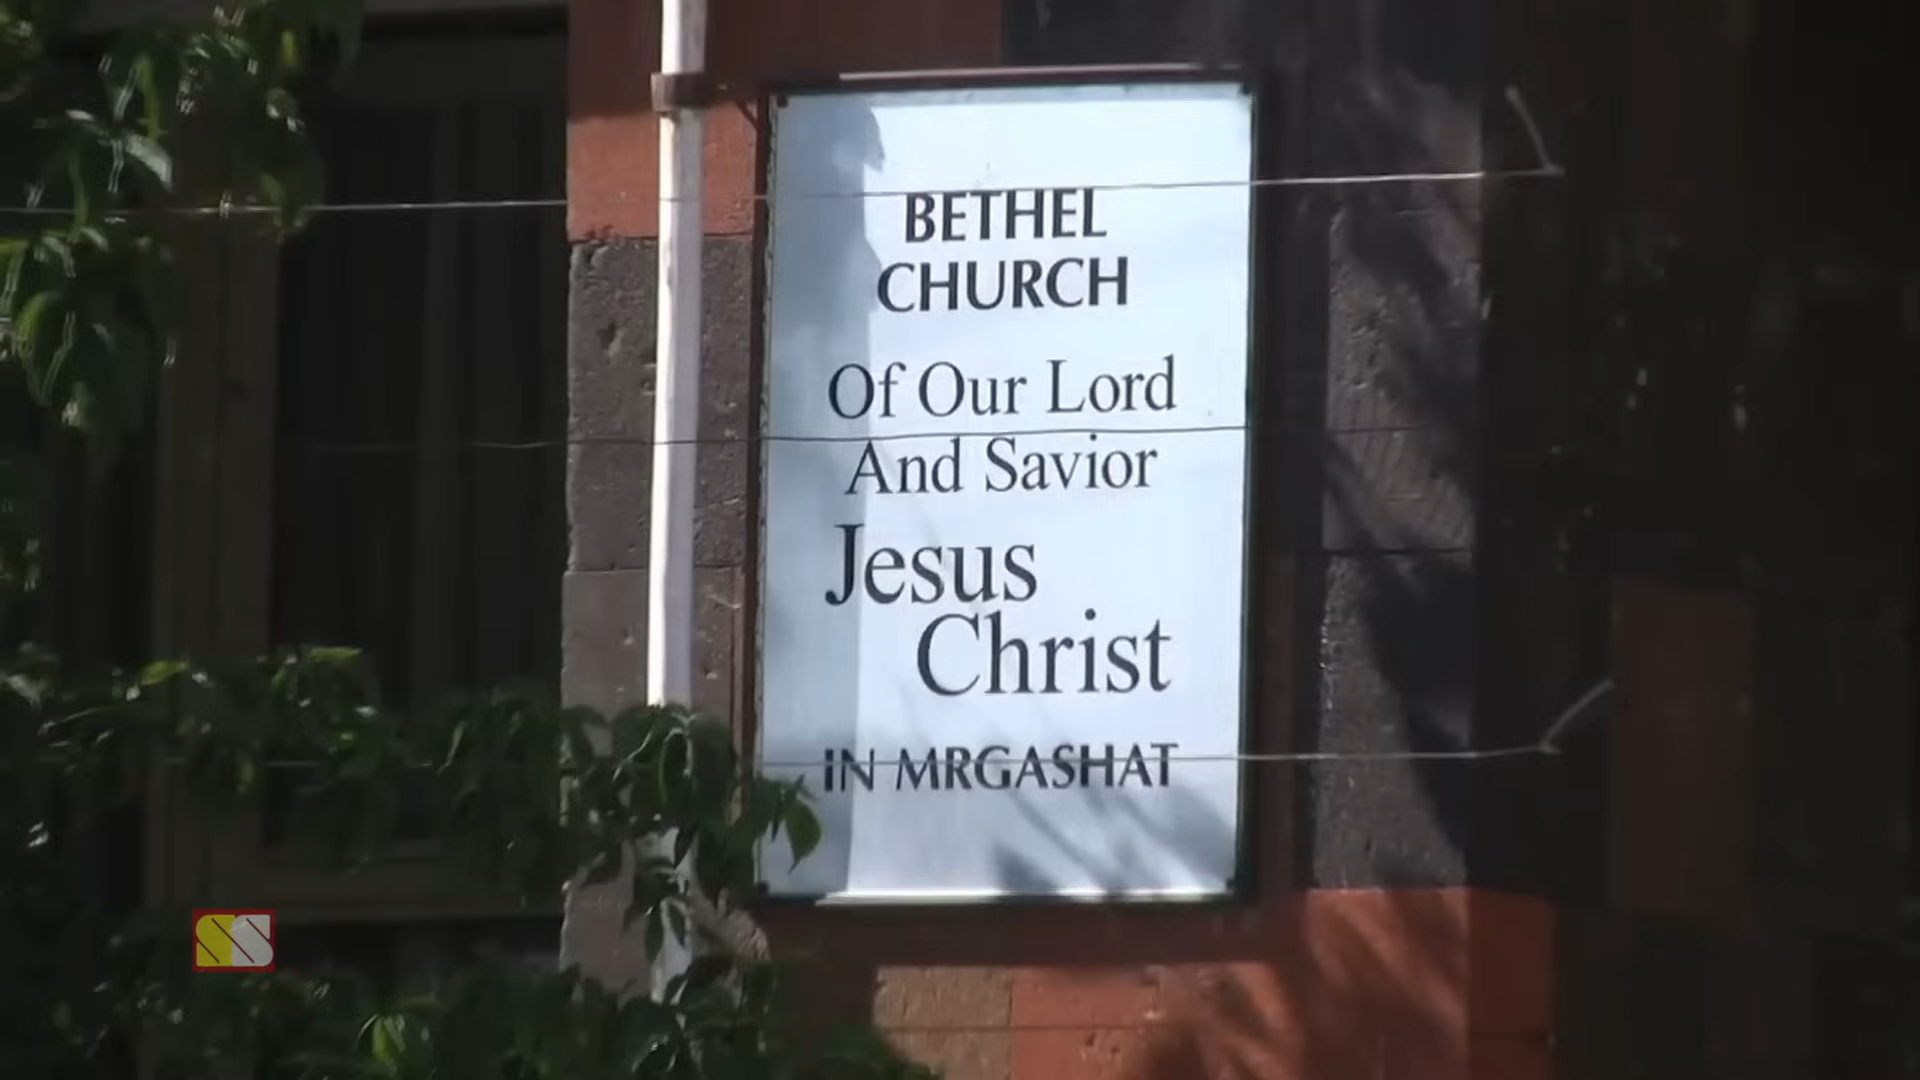 BETHEL
CHURCH
Of Our Lord
And Savior
Jesus
Christ
IN MRGASHAT